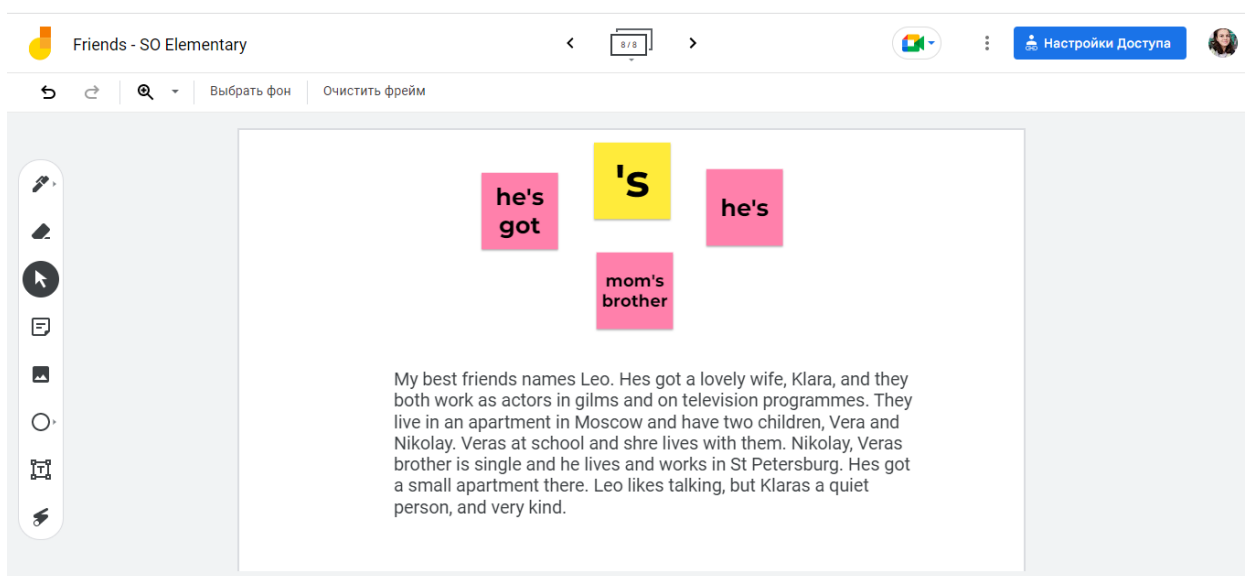 Friends - SO Elementary
8 / 8
Настройки Доступа
Выбрать фон
Очистить фрейм
's
he's
got
he's
mom's
brother
My best friends names Leo. Hes got a lovely wife, Klara, and they
both work as actors in gilms and on television programmes. They
live in an apartment in Moscow and have two children, Vera and
Nikolay. Veras at school and shre lives with them. Nikolay, Veras
brother is single and he lives and works in St Petersburg. Hes got
a small apartment there. Leo likes talking, but Klaras a quiet
person, and very kind.